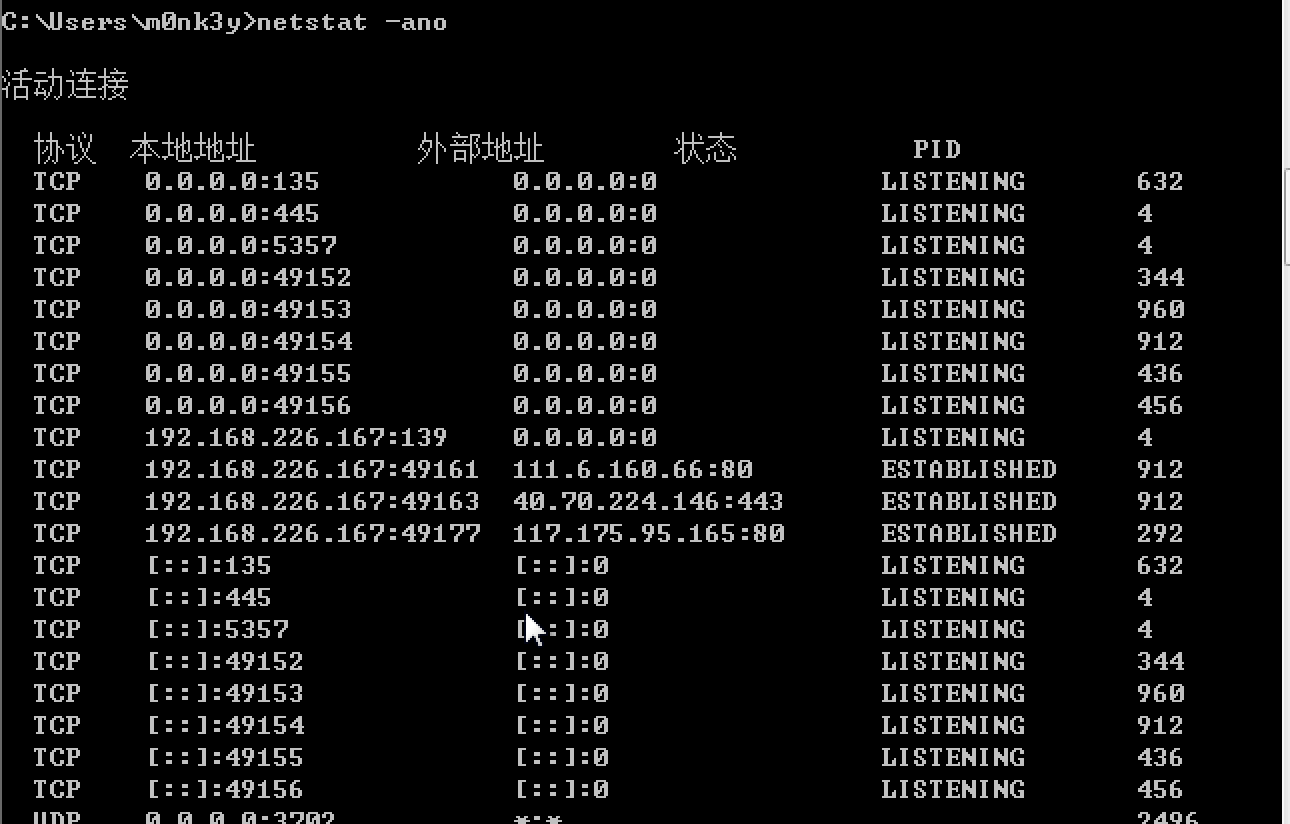 C:\Users\m0nk3y>netstat -ano
活动连接
协议 本地地址 外部地址 状态 PID
TCP 0.0.0.0:135 0.0.0.0:0 LISTENING 632
TCP 0.0.0.0:445 0.0.0.0:0 LISTENING 4
TCP 0.0.0.0:5357 0.0.0.0:0 LISTENING 4
TCP 0.0.0.0:49152 0.0.0.0:0 LISTENING 344
TCP 0.0.0.0:49153 0.0.0.0:0 LISTENING 960
TCP 0.0.0.0:49154 0.0.0.0:0 LISTENING 912
TCP 0.0.0.0:49155 0.0.0.0:0 LISTENING 436
TCP 0.0.0.0:49156 0.0.0.0:0 LISTENING 456
TCP 192.168.226.167:139 0.0.0.0:0 LISTENING 4
TCP 192.168.226.167:49161 111.6.160.66:80 ESTABLISHED 912
TCP 192.168.226.167:49163 40.70.224.146:443 ESTABLISHED 912
TCP 192.168.226.167:49177 117.175.95.165:80 ESTABLISHED 292
TCP [::]:135 [::]:0 LISTENING 632
TCP [::]:445 [::]:0 LISTENING 4
TCP [::]:5357 [::]:0 LISTENING 4
TCP [::]:49152 [::]:0 LISTENING 344
TCP [::]:49153 [::]:0 LISTENING 960
TCP [::]:49154 [::]:0 LISTENING 912
TCP [::]:49155 [::]:0 LISTENING 436
TCP [::]:49156 [::]:0 LISTENING 456
UDP 0.0.0.0:3702 *:* 2496